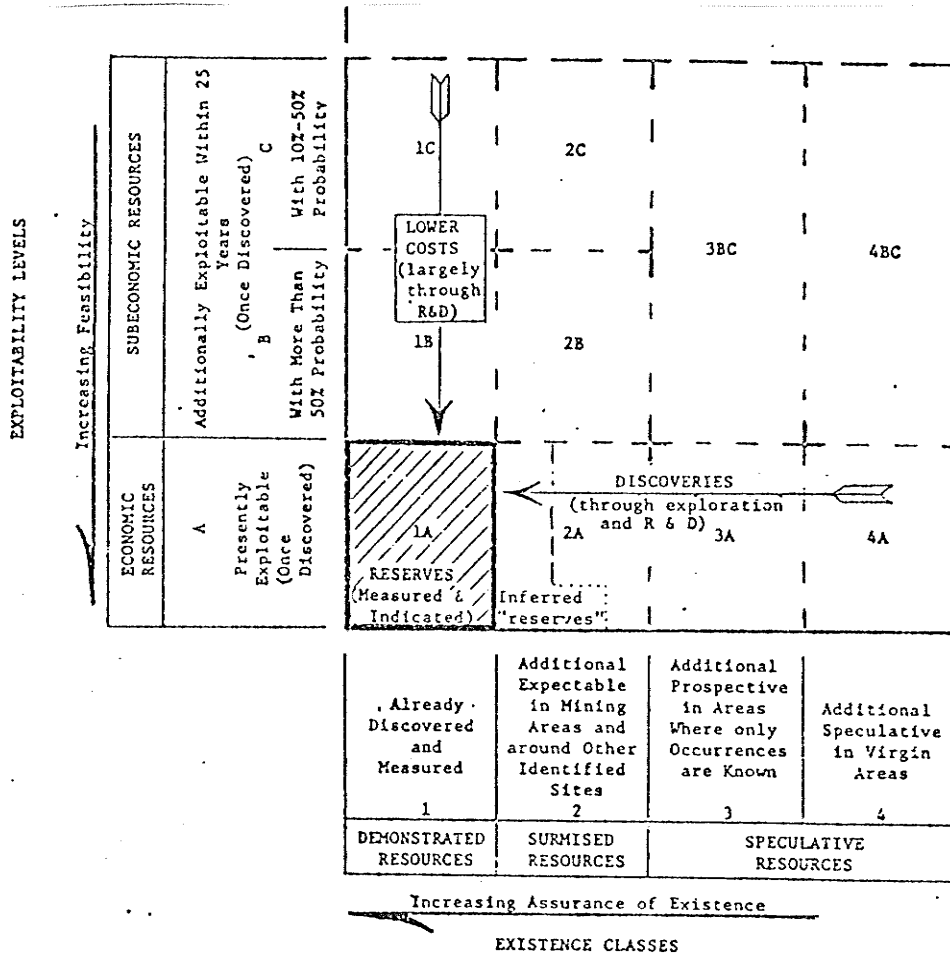 EXPLOITABILITY LEVELS
Increasing Feasibility
SUBECONOMIC RESOURCES
Additionally Exploitable Within 25
Years
(Once Discovered)
B
C
With More Than
50% Probability
With 10%-50%
Probability
ECONOMIC
RESOURCES
A
Presently
Exploitable
(Once
Discovered)
1C
2C
LOWER
COSTS
(largely
through
R&D)
3BC
4BC
1B
2B
DISCOVERIES
(through exploration
and R & D)
1A
2A
3A
4A
RESERVES
(Measured &
Indicated)
Inferred
"reserves"
Already
Discovered
and
Measured
1
Additional
Expectable
in Mining
Areas and
around Other
Identified
Sites
2
Additional
Prospective
in Areas
Where only
Occurrences
are Known
3
Additional
Speculative
in Virgin
Areas
4
DEMONSTRATED
RESOURCES
SURMISED
RESOURCES
SPECULATIVE
RESOURCES
Increasing Assurance of Existence
EXISTENCE CLASSES